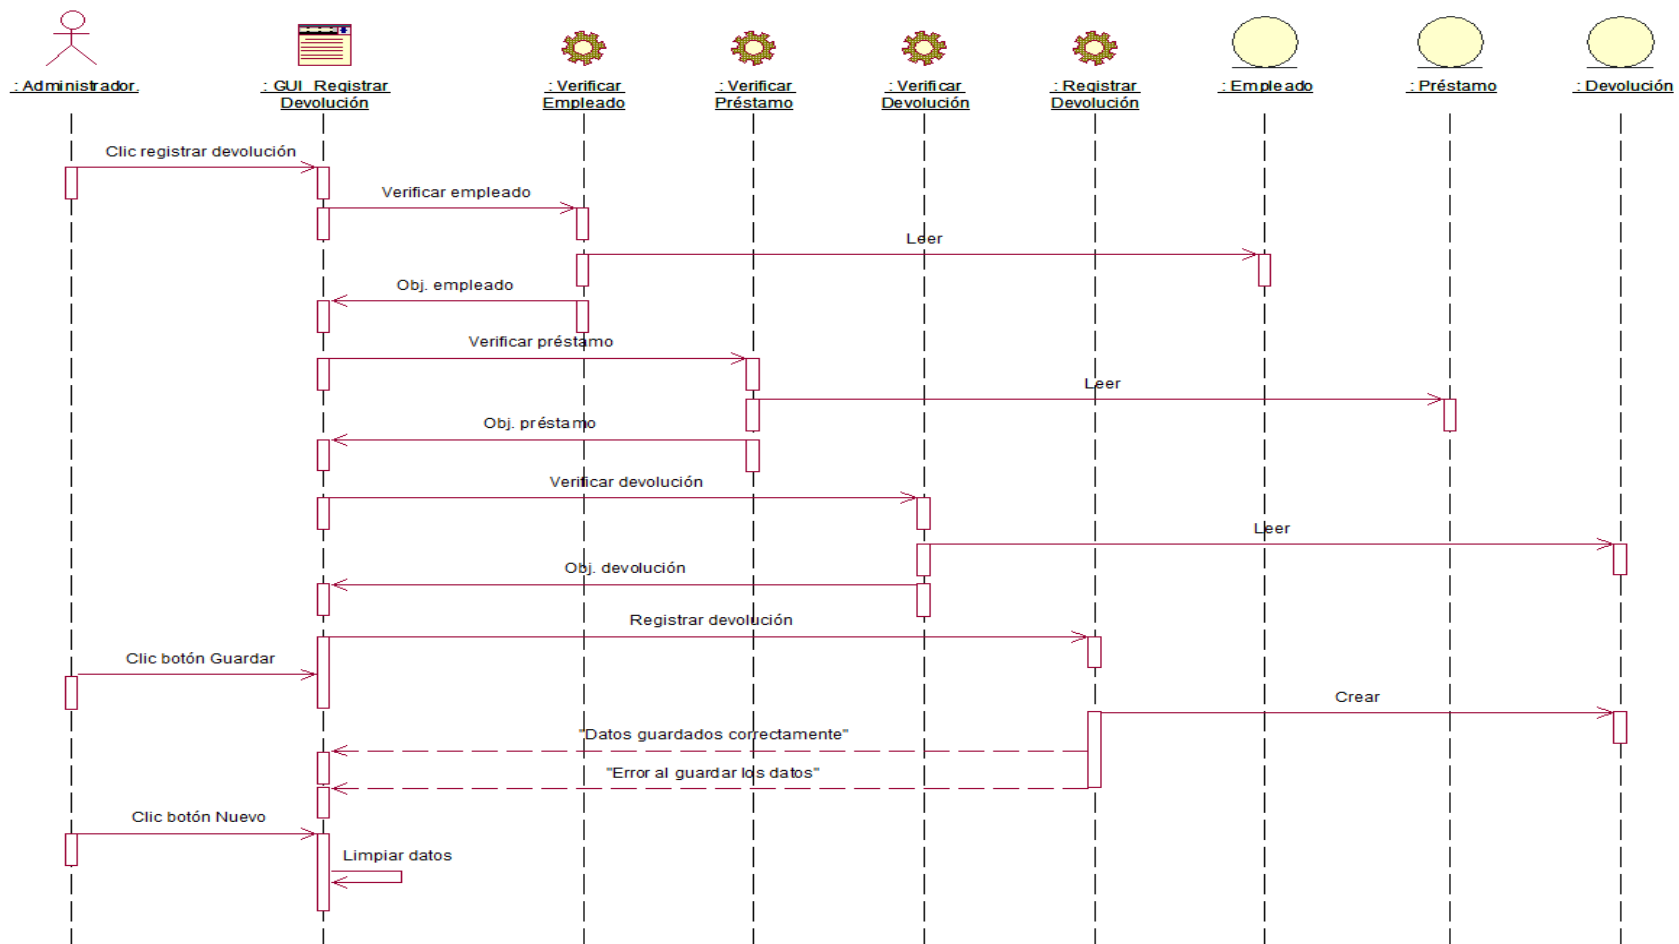 : Administrador.
: GUI_Registrar
Devolución
: Verificar
Empleado
: Verificar
Préstamo
: Verificar
Devolución
: Registrar
Devolución
: Empleado
: Préstamo
: Devolución
Clic registrar devolución
Verificar empleado
Leer
Obj. empleado
Verificar préstamo
Leer
Obj. préstamo
Verificar devolución
Leer
Obj. devolución
Registrar devolución
Clic botón Guardar
Crear
"Datos guardados correctamente"
"Error al guardar los datos"
Clic botón Nuevo
Limpiar datos